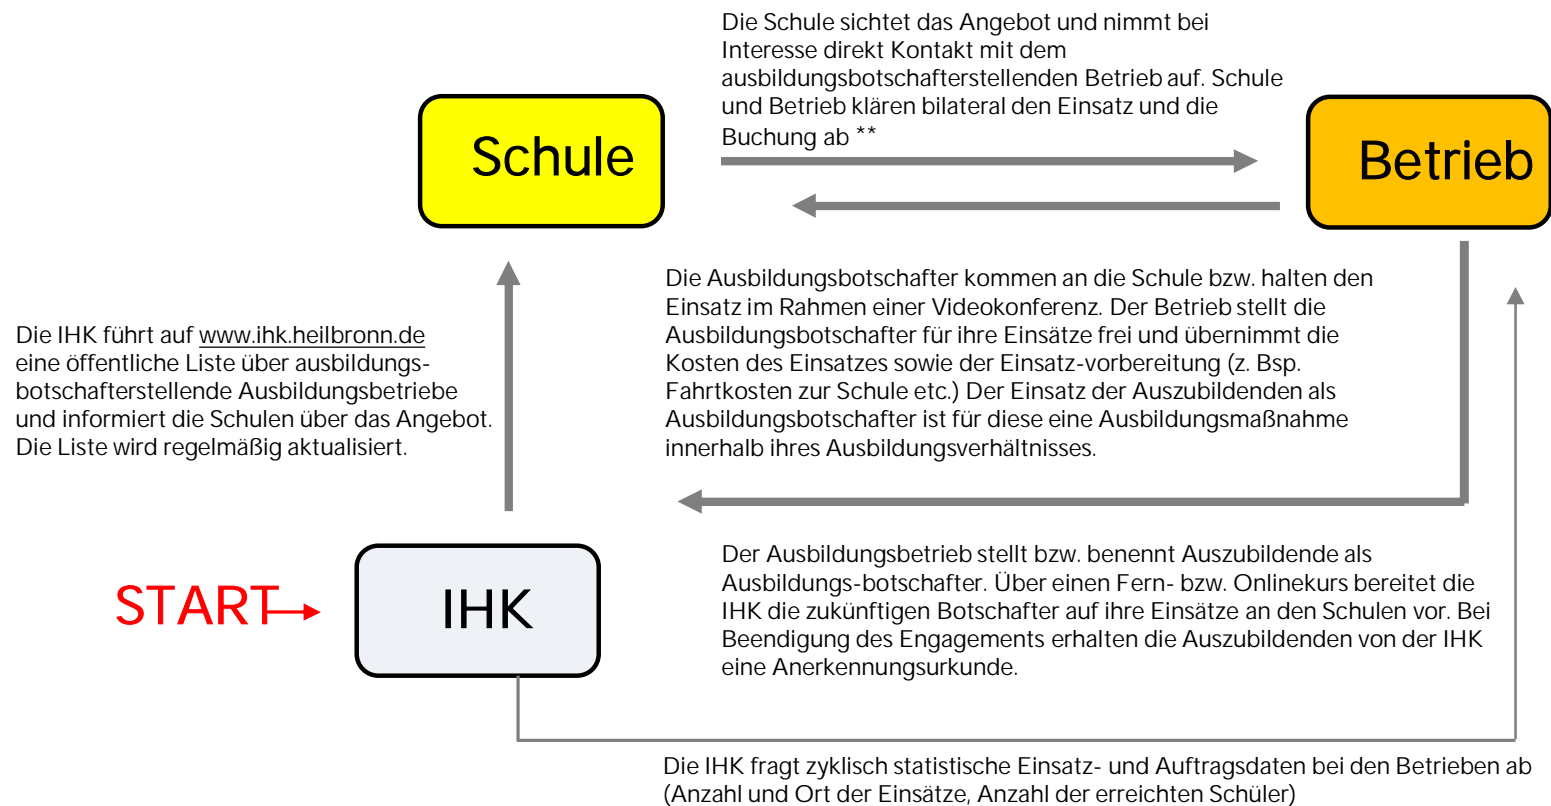 Die Schule sichtet das Angebot und nimmt bei
Interesse direkt Kontakt mit dem
ausbildungsbotschafterstellenden Betrieb auf. Schule
und Betrieb klären bilateral den Einsatz und die
Buchung ab **
Schule
Betrieb
Die Ausbildungsbotschafter kommen an die Schule bzw. halten den
Einsatz im Rahmen einer Videokonferenz. Der Betrieb stellt die
Ausbildungsbotschafter für ihre Einsätze frei und übernimmt die
Kosten des Einsatzes sowie der Einsatz-vorbereitung (z. Bsp.
Fahrtkosten zur Schule etc.) Der Einsatz der Auszubildenden als
Ausbildungsbotschafter ist für diese eine Ausbildungsmaßnahme
innerhalb ihres Ausbildungsverhältnisses.
Die IHK führt auf www.ihk.heilbronn.de
eine öffentliche Liste über ausbildungs-
botschafterstellende Ausbildungsbetriebe
und informiert die Schulen über das Angebot.
Die Liste wird regelmäßig aktualisiert.
START
IHK
Der Ausbildungsbetrieb stellt bzw. benennt Auszubildende als
Ausbildungs-botschafter. Über einen Fern- bzw. Onlinekurs bereitet die
IHK die zukünftigen Botschafter auf ihre Einsätze an den Schulen vor. Bei
Beendigung des Engagements erhalten die Auszubildenden von der IHK
eine Anerkennungsurkunde.
Die IHK fragt zyklisch statistische Einsatz- und Auftragsdaten bei den Betrieben ab
(Anzahl und Ort der Einsätze, Anzahl der erreichten Schüler)